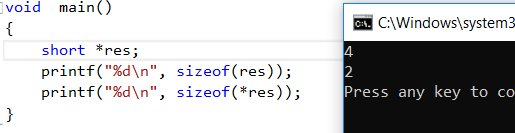 void  main()
{
short *res;
printf("%d\n", sizeof(res));
printf("%d\n", sizeof(*res));
}
C:\Windows\system3
4
2
Press any key to co